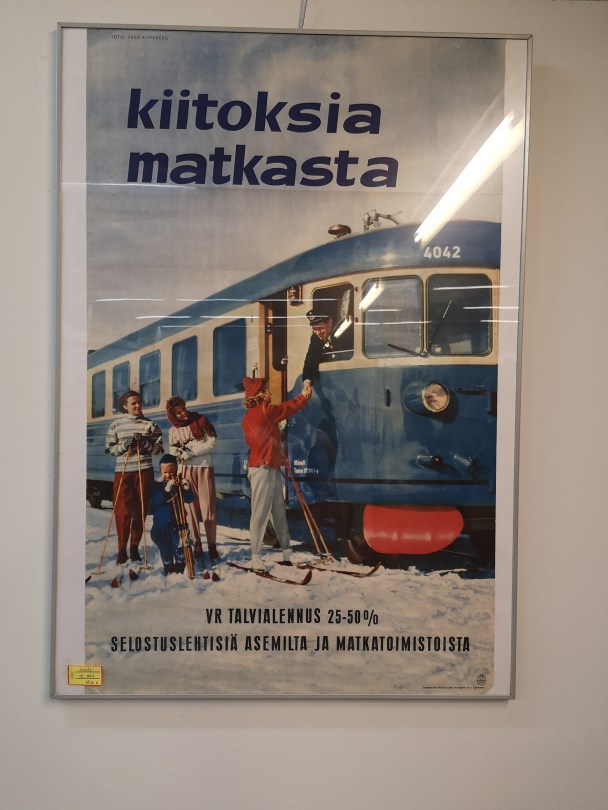 kiitoksia
matkasta
4042
VR TALVIALENNUS 25-50%
SELOSTUSLEHTISIÄ ASEMILTA JA MATKATOIMISTOISTA